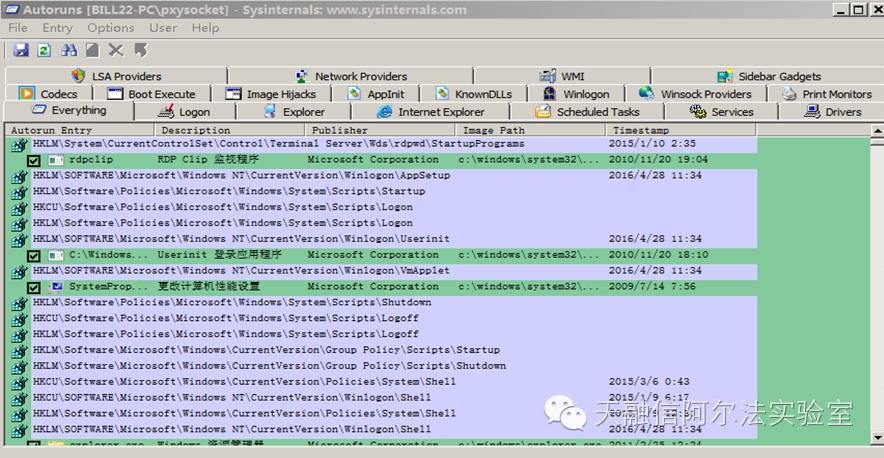 Autoruns [BILL22-PC\pxysocket] - Sysinternals: www.sysinternals.com
File Entry Options User Help
LSA Providers Network Providers WMI Sidebar Gadgets
Codecs Boot Execute Image Hijacks AppInit KnownDLLs Winlogon Winsock Providers Print Monitors
Everything Logon Explorer Internet Explorer Scheduled Tasks Services Drivers
Autorun Entry Description Publisher Image Path Timestamp
HKLM\System\CurrentControlSet\Control\Terminal Server\Wds\rdpwd\StartupPrograms 2015/1/10 2:35
rdpclip RDP Clip 监视程序 Microsoft Corporation c:\windows\system32\... 2010/11/20 19:04
HKLM\SOFTWARE\Microsoft\Windows NT\CurrentVersion\Winlogon\AppSetup 2016/4/28 11:34
HKLM\Software\Policies\Microsoft\Windows\System\Scripts\Startup
HKCU\Software\Policies\Microsoft\Windows\System\Scripts\Logon
HKLM\Software\Policies\Microsoft\Windows\System\Scripts\Logon
HKLM\SOFTWARE\Microsoft\Windows NT\CurrentVersion\Winlogon\Userinit 2016/4/28 11:34
C:\Windows... Userinit 登录应用程序 Microsoft Corporation c:\windows\system32\... 2010/11/20 18:10
HKLM\SOFTWARE\Microsoft\Windows NT\CurrentVersion\Winlogon\VmApplet 2016/4/28 11:34
SystemProp... 更改计算机性能设置 Microsoft Corporation c:\windows\system32\... 2009/7/14 7:56
HKLM\Software\Policies\Microsoft\Windows\System\Scripts\Shutdown
HKCU\Software\Policies\Microsoft\Windows\System\Scripts\Logoff
HKLM\Software\Policies\Microsoft\Windows\System\Scripts\Logoff
HKLM\Software\Microsoft\Windows\CurrentVersion\Group Policy\Scripts\Startup
HKLM\Software\Microsoft\Windows\CurrentVersion\Group Policy\Scripts\Shutdown
HKCU\Software\Microsoft\Windows\CurrentVersion\Policies\System\Shell 2015/3/6 0:43
HKCU\SOFTWARE\Microsoft\Windows NT\CurrentVersion\Winlogon\Shell 2015/1/9 6:17
HKLM\Software\Microsoft\Windows\CurrentVersion\Policies\System\Shell
HKLM\SOFTWARE\Microsoft\Windows NT\CurrentVersion\Winlogon\Shell 2016/4/28 11:34
explorer.exe Windows 资源管理器 Microsoft Corporation c:\windows\explorer.exe 2011/2/25 13:24
天融信阿尔法实验室